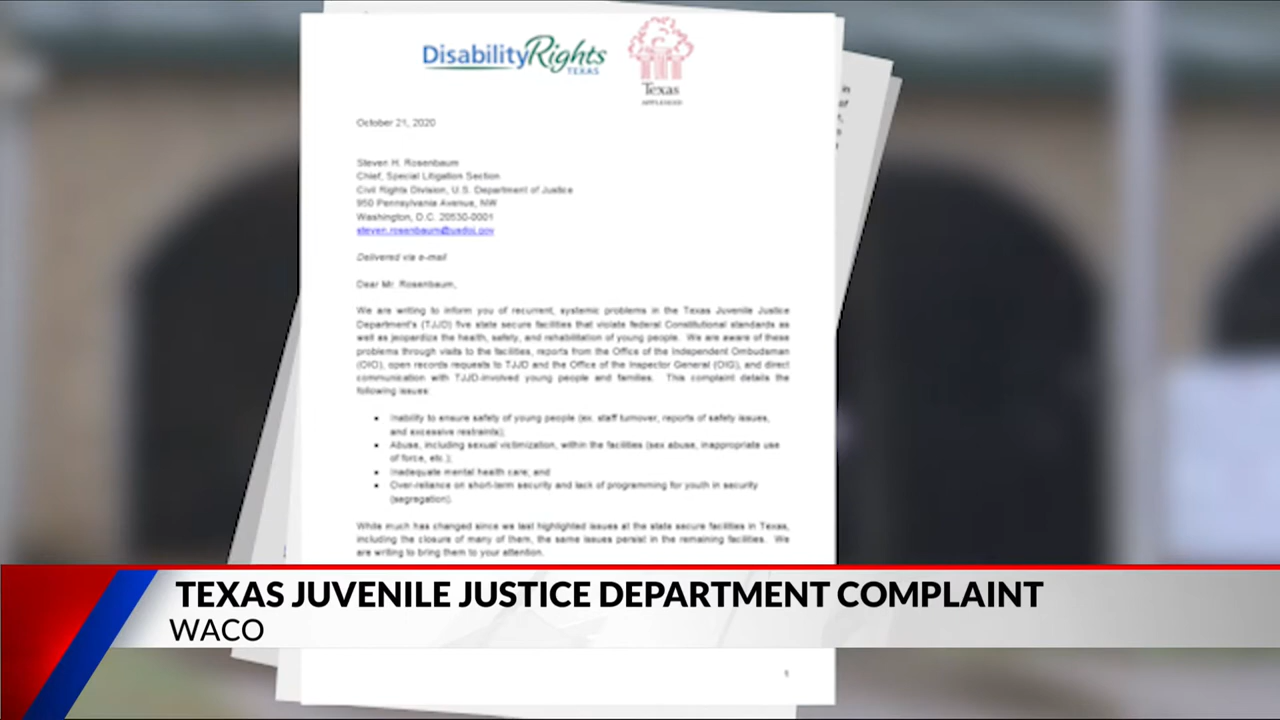 DisabilityRights
TEXAS
Texas
APPLESEED
in
of
October 21, 2020
Steven H. Rosenbaum
Chief, Special Litigation Section
Civil Rights Division, U.S. Department of Justice
950 Pennsylvania Avenue, NW
Washington, D.C. 20530-0001
steven.rosenbaum@usdoj.gov
Delivered via e-mail
Dear Mr. Rosenbaum,
We are writing to inform you of recurrent, systemic problems in the Texas Juvenile Justice
Department's (TJJD) five state secure facilities that violate federal Constitutional standards as
well as jeopardize the health, safety, and rehabilitation of young people. We are aware of these
problems through visits to the facilities, reports from the Office of the Independent Ombudsman
(OIO), open records requests to TJJD and the Office of the Inspector General (OIG), and direct
communication with TJJD-involved young people and families. This complaint details the
following issues:
• Inability to ensure safety of young people (ex. staff turnover, reports of safety issues,
and excessive restraints);
• Abuse, including sexual victimization, within the facilities (sex abuse, inappropriate use
of force, etc.);
• Inadequate mental health care; and
• Over-reliance on short-term security and lack of programming for youth in security
(segregation).
While much has changed since we last highlighted issues at the state secure facilities in Texas,
including the closure of many of them, the same issues persist in the remaining facilities. We
are writing to bring them to your attention.
TEXAS JUVENILE JUSTICE DEPARTMENT COMPLAINT
WACO
1